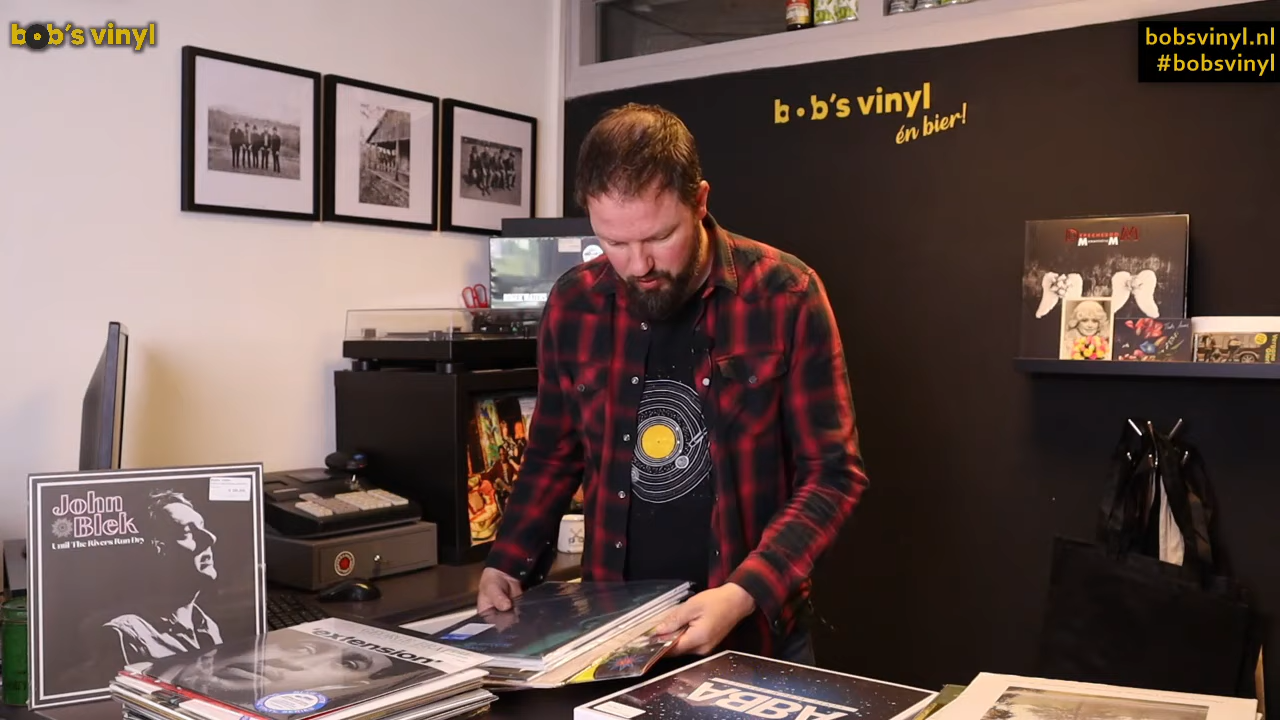 bob's vinyl
bobsvinyl.nl
#bobsvinyl
bob's vinyl
én bier!
John
Blek
Until The Rivers Run Dry
"extension"
ABBA